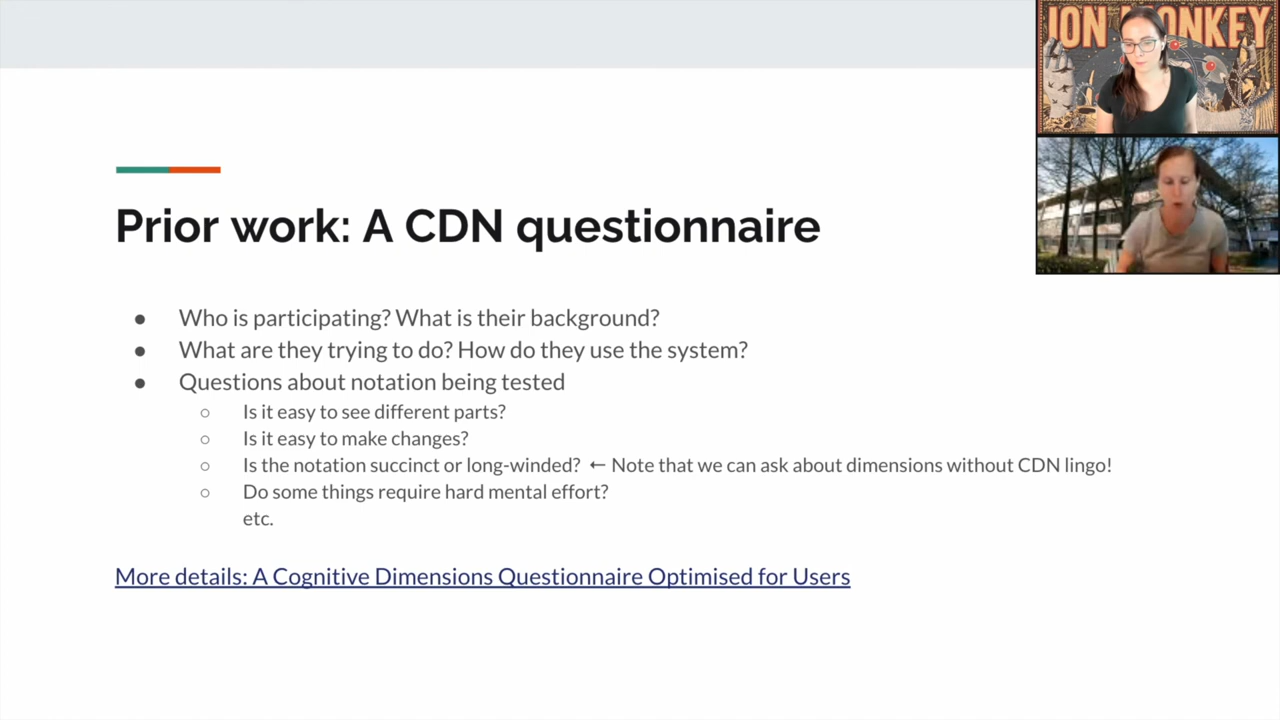 ION MONKEY
Prior work: A CDN questionnaire
● Who is participating? What is their background?
● What are they trying to do? How do they use the system?
● Questions about notation being tested
○ Is it easy to see different parts?
○ Is it easy to make changes?
○ Is the notation succinct or long-winded? ← Note that we can ask about dimensions without CDN lingo!
○ Do some things require hard mental effort?
etc.
More details: A Cognitive Dimensions Questionnaire Optimised for Users